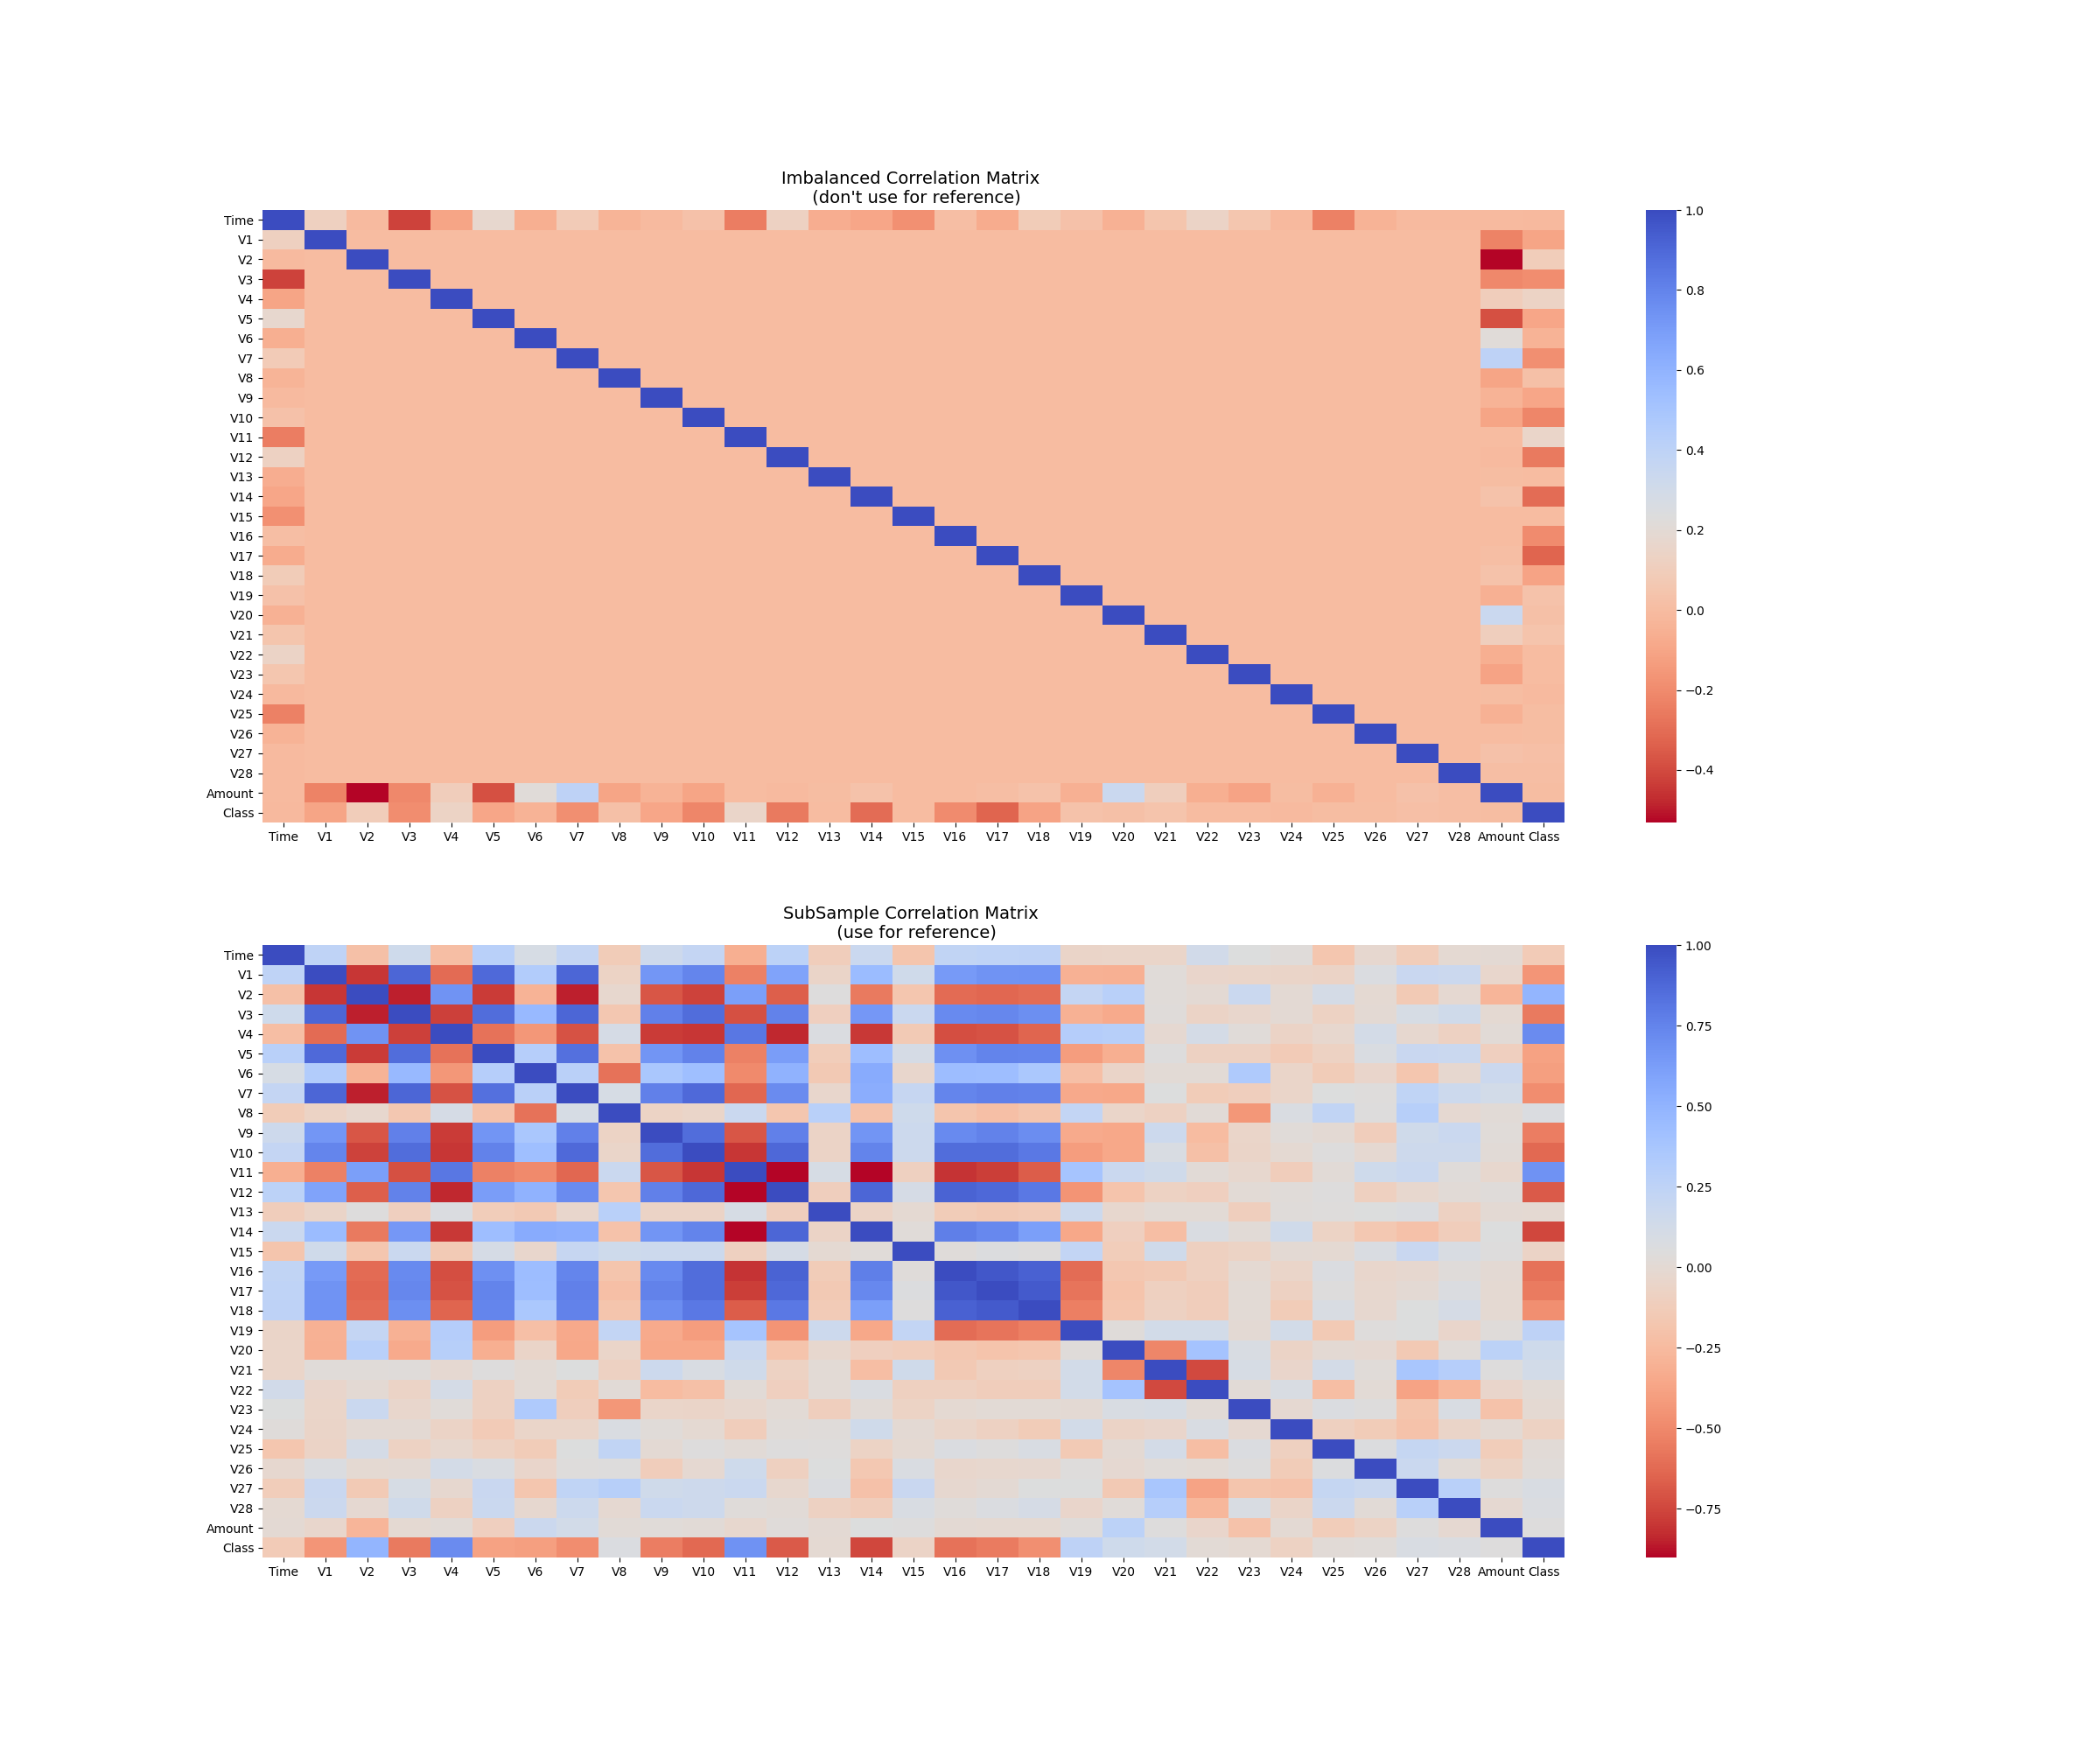 Imbalanced Correlation Matrix
(don't use for reference)
Time
V1
V2
V3
V4
V5
V6
V7
V8
V9
V10
V11
V12
V13
V14
V15
V16
V17
V18
V19
V20
V21
V22
V23
V24
V25
V26
V27
V28
Amount
Class
Time V1 V2 V3 V4 V5 V6 V7 V8 V9 V10 V11 V12 V13 V14 V15 V16 V17 V18 V19 V20 V21 V22 V23 V24 V25 V26 V27 V28 Amount Class
1.0
0.8
0.6
0.4
0.2
0.0
−0.2
−0.4
SubSample Correlation Matrix
(use for reference)
Time
V1
V2
V3
V4
V5
V6
V7
V8
V9
V10
V11
V12
V13
V14
V15
V16
V17
V18
V19
V20
V21
V22
V23
V24
V25
V26
V27
V28
Amount
Class
Time V1 V2 V3 V4 V5 V6 V7 V8 V9 V10 V11 V12 V13 V14 V15 V16 V17 V18 V19 V20 V21 V22 V23 V24 V25 V26 V27 V28 Amount Class
1.00
0.75
0.50
0.25
0.00
−0.25
−0.50
−0.75